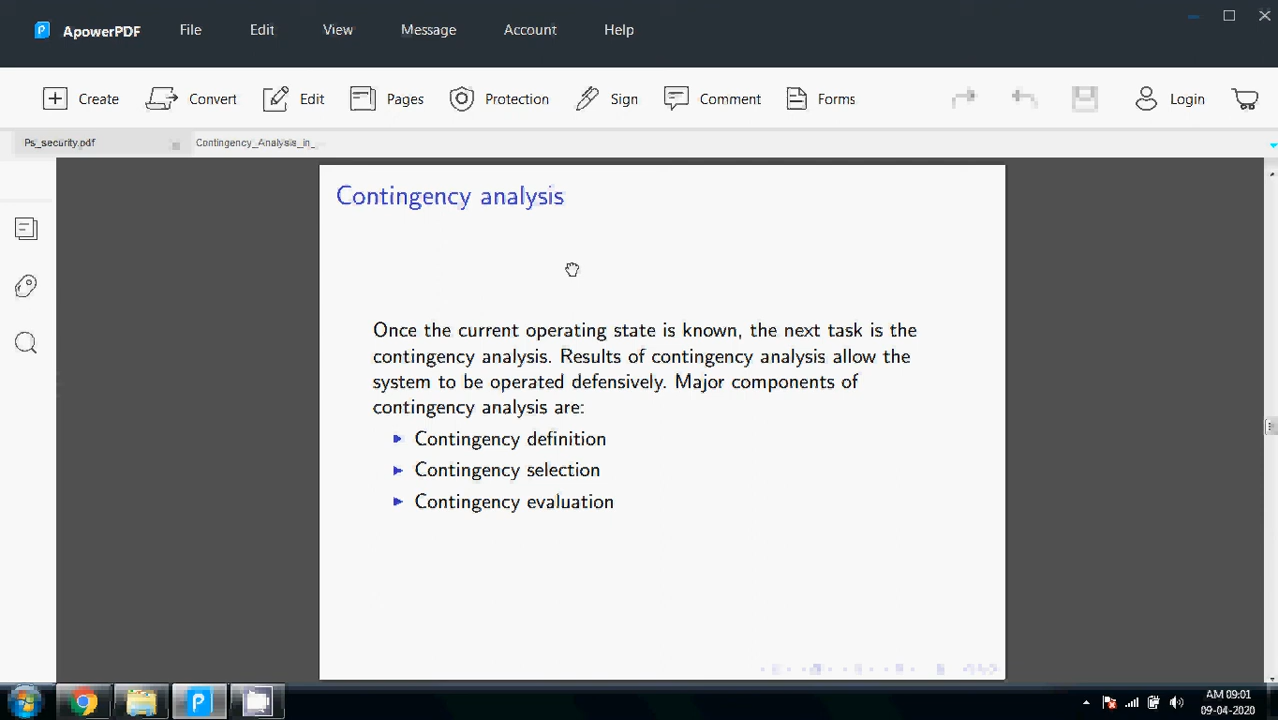 ApowerPDF File Edit View Message Account Help
Create Convert Edit Pages Protection Sign Comment Forms Login
Ps_security.pdf Contingency_Analysis_in_
Contingency analysis
Once the current operating state is known, the next task is the
contingency analysis. Results of contingency analysis allow the
system to be operated defensively. Major components of
contingency analysis are:
Contingency definition
Contingency selection
Contingency evaluation
AM 09:01
09-04-2020